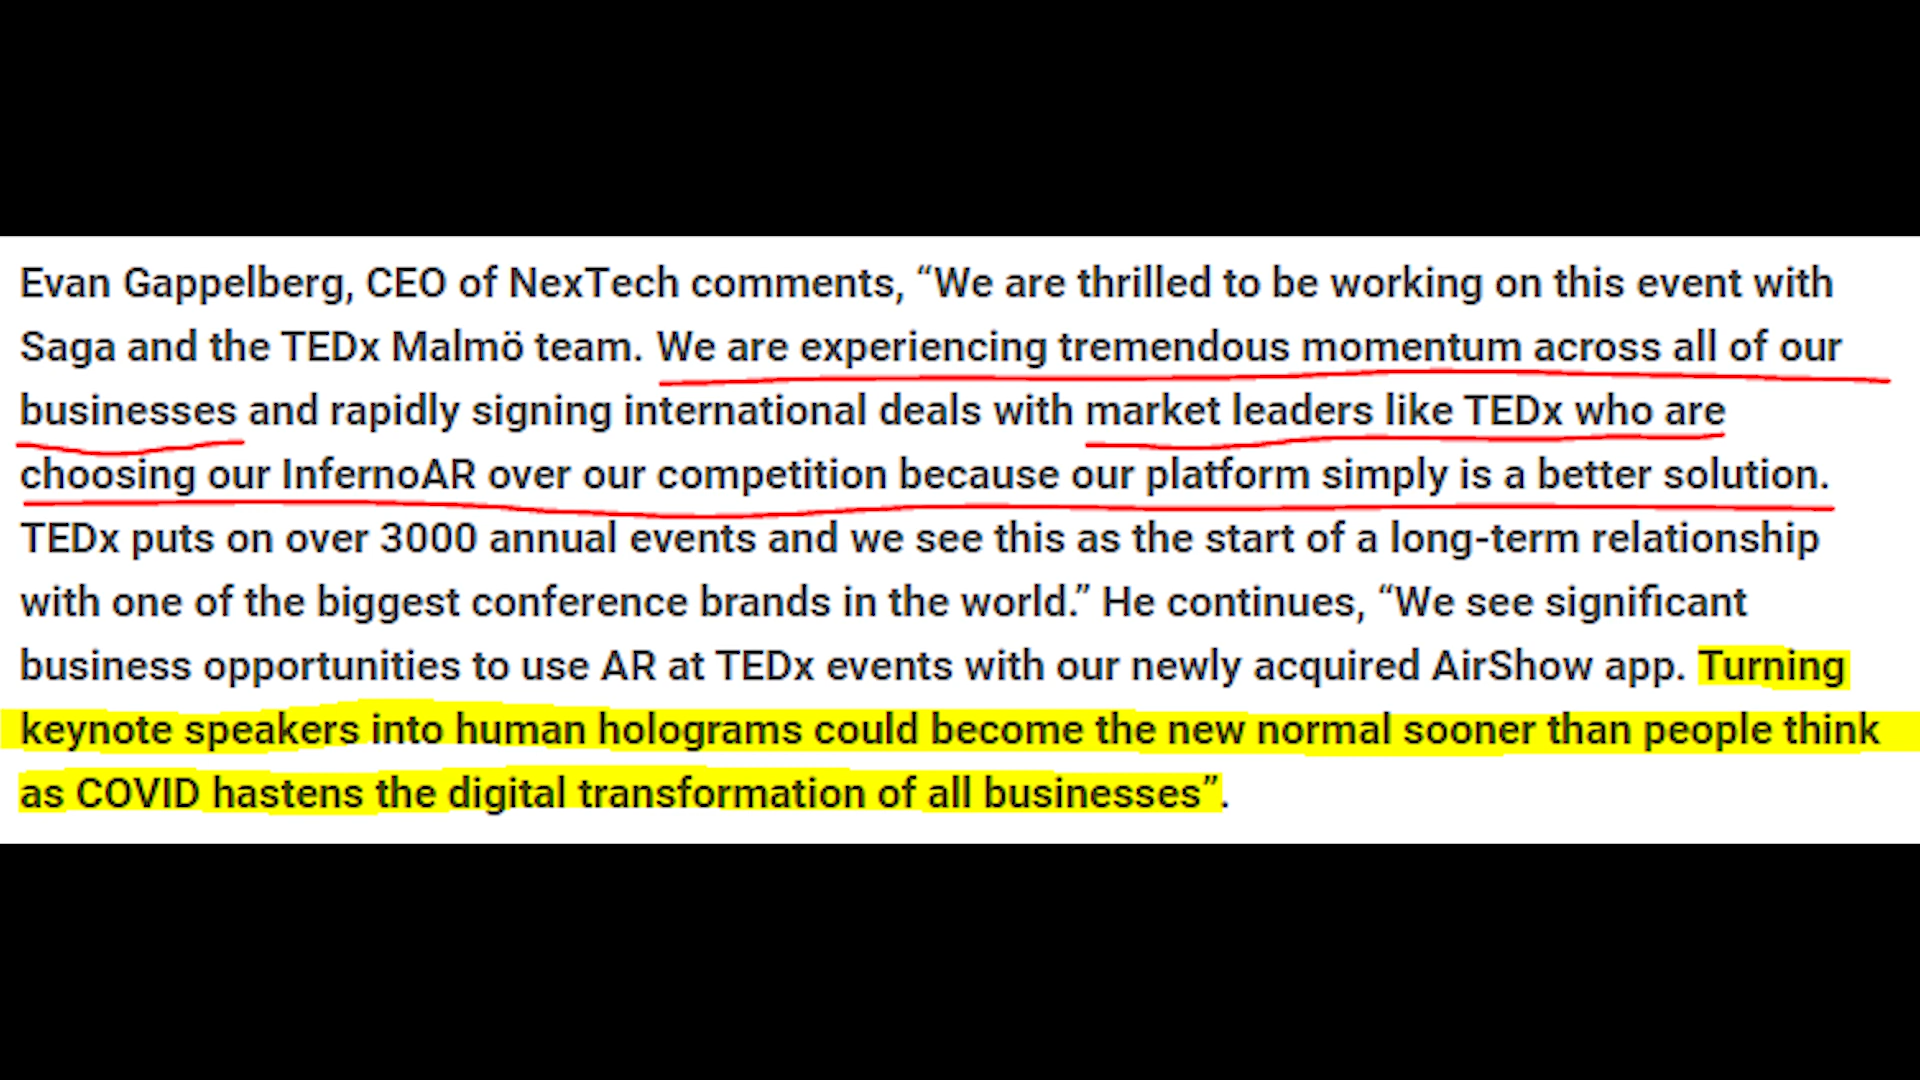 Evan Gappelberg, CEO of NexTech comments, “We are thrilled to be working on this event with
Saga and the TEDx Malmö team. We are experiencing tremendous momentum across all of our
businesses and rapidly signing international deals with market leaders like TEDx who are
choosing our InfernoAR over our competition because our platform simply is a better solution.
TEDx puts on over 3000 annual events and we see this as the start of a long-term relationship
with one of the biggest conference brands in the world.” He continues, “We see significant
business opportunities to use AR at TEDx events with our newly acquired AirShow app. Turning
keynote speakers into human holograms could become the new normal sooner than people think
as COVID hastens the digital transformation of all businesses”.